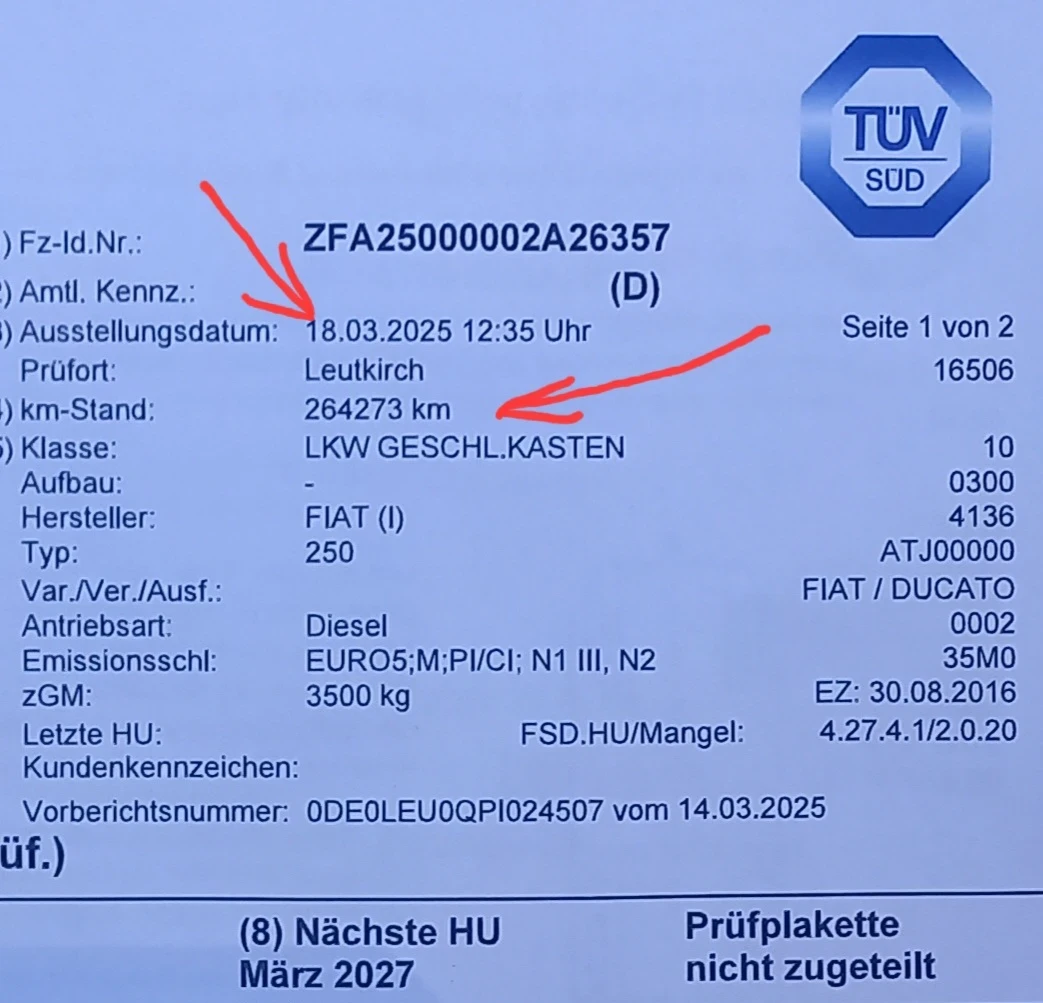 TÜV
SÜD
) Fz-Id.Nr.: ZFA25000002A26357
) Amtl. Kennz.: (D)
) Ausstellungsdatum: 18.03.2025 12:35 Uhr Seite 1 von 2
Prüfort: Leutkirch 16506
) km-Stand: 264273 km
) Klasse: LKW GESCHL.KASTEN 10
Aufbau: - 0300
Hersteller: FIAT (I) 4136
Typ: 250 ATJ00000
Var./Ver./Ausf.: FIAT / DUCATO
Antriebsart: Diesel 0002
Emissionsschl: EURO5;M;PI/CI; N1 III, N2 35M0
zGM: 3500 kg EZ: 30.08.2016
Letzte HU: FSD.HU/Mangel: 4.27.4.1/2.0.20
Kundenkennzeichen:
Vorberichtsnummer: 0DE0LEU0QPI024507 vom 14.03.2025
üf.)
(8) Nächste HU Prüfplakette
März 2027 nicht zugeteilt